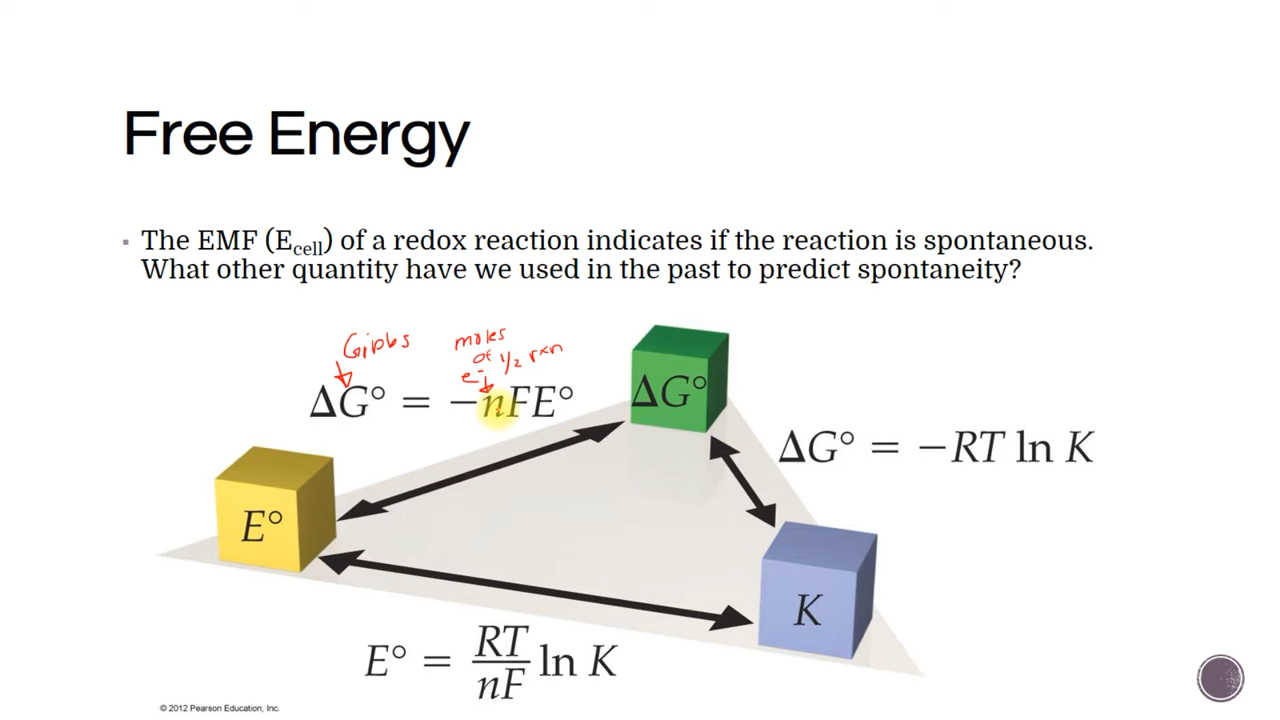 Free Energy
▪ The EMF (E_cell) of a redox reaction indicates if the reaction is spontaneous.
What other quantity have we used in the past to predict spontaneity?
Gibbs
moles
of 1/2 rxn
e-
ΔG° = −nFE°
ΔG°
ΔG° = −RT ln K
E°
K
E° = RT/nF ln K
© 2012 Pearson Education, Inc.